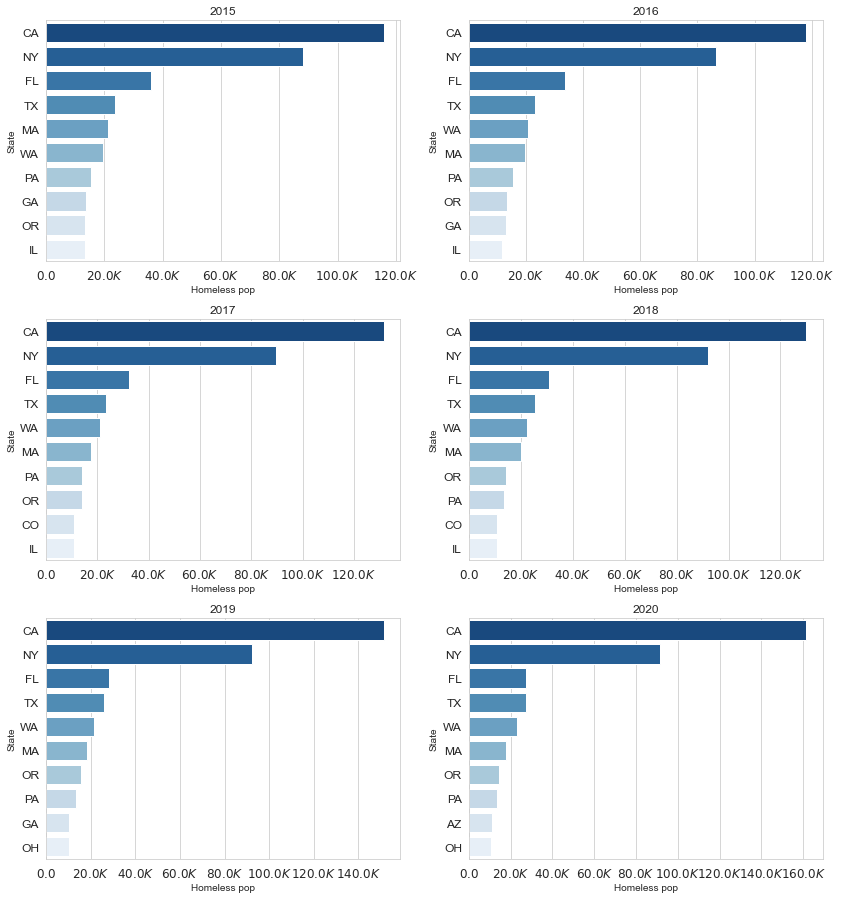 2015
CA
NY
FL
TX
MA
WA
PA
GA
OR
IL
State
0.0 20.0K 40.0K 60.0K 80.0K 100.0K 120.0K
Homeless pop
2016
CA
NY
FL
TX
WA
MA
PA
OR
GA
IL
State
0.0 20.0K 40.0K 60.0K 80.0K 100.0K 120.0K
Homeless pop
2017
CA
NY
FL
TX
WA
MA
PA
OR
CO
IL
State
0.0 20.0K 40.0K 60.0K 80.0K 100.0K 120.0K
Homeless pop
2018
CA
NY
FL
TX
WA
MA
OR
PA
CO
IL
State
0.0 20.0K 40.0K 60.0K 80.0K 100.0K 120.0K
Homeless pop
2019
CA
NY
FL
TX
WA
MA
OR
PA
GA
OH
State
0.0 20.0K 40.0K 60.0K 80.0K 100.0K 120.0K 140.0K
Homeless pop
2020
CA
NY
FL
TX
WA
MA
OR
PA
AZ
OH
State
0.0 20.0K 40.0K 60.0K 80.0K 100.0K 120.0K 140.0K 160.0K
Homeless pop